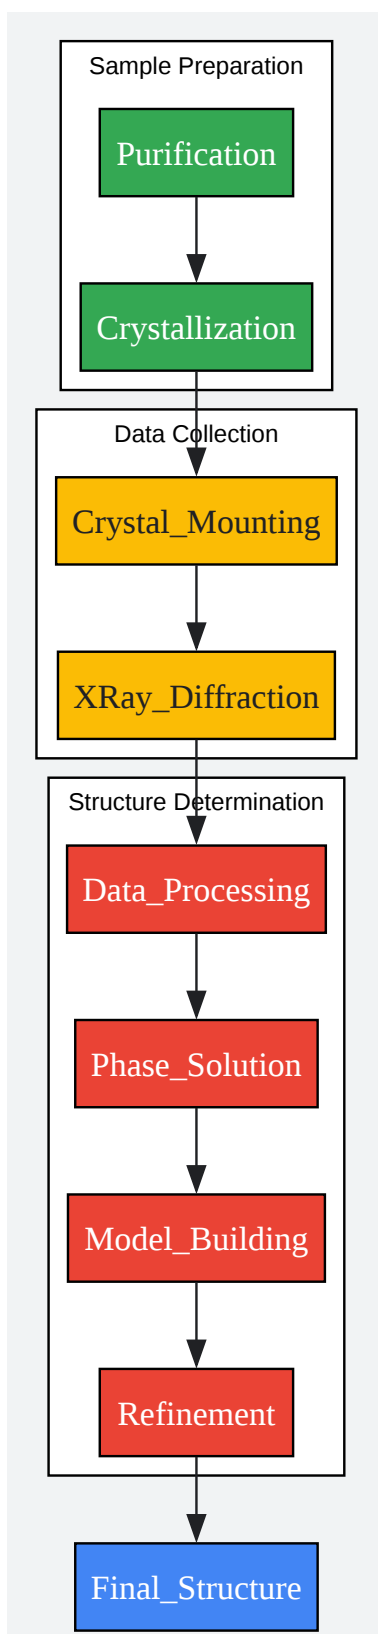 Sample Preparation
Purification
Crystallization
Data Collection
Crystal_Mounting
XRay_Diffraction
Structure Determination
Data_Processing
Phase_Solution
Model_Building
Refinement
Final_Structure